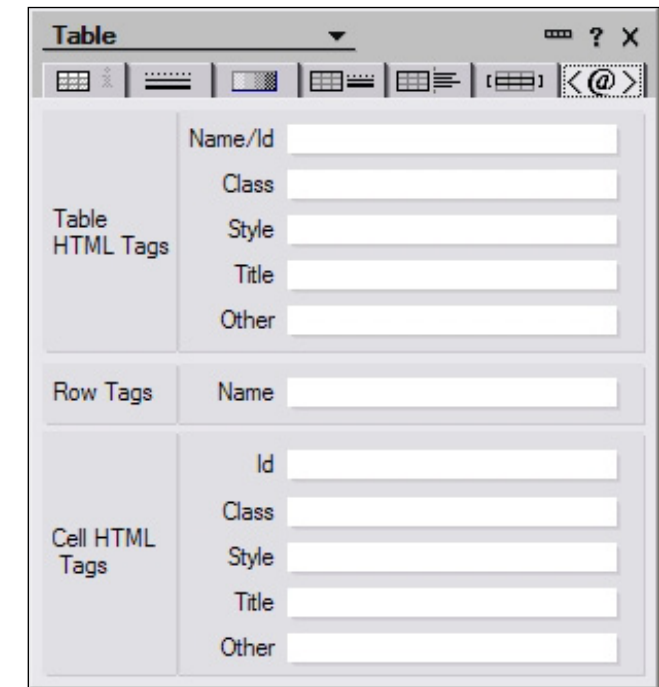 Table
? X
<@>
Name/Id
Class
Table
HTML Tags
Style
Title
Other
Row Tags
Name
Id
Class
Cell HTML
Tags
Style
Title
Other